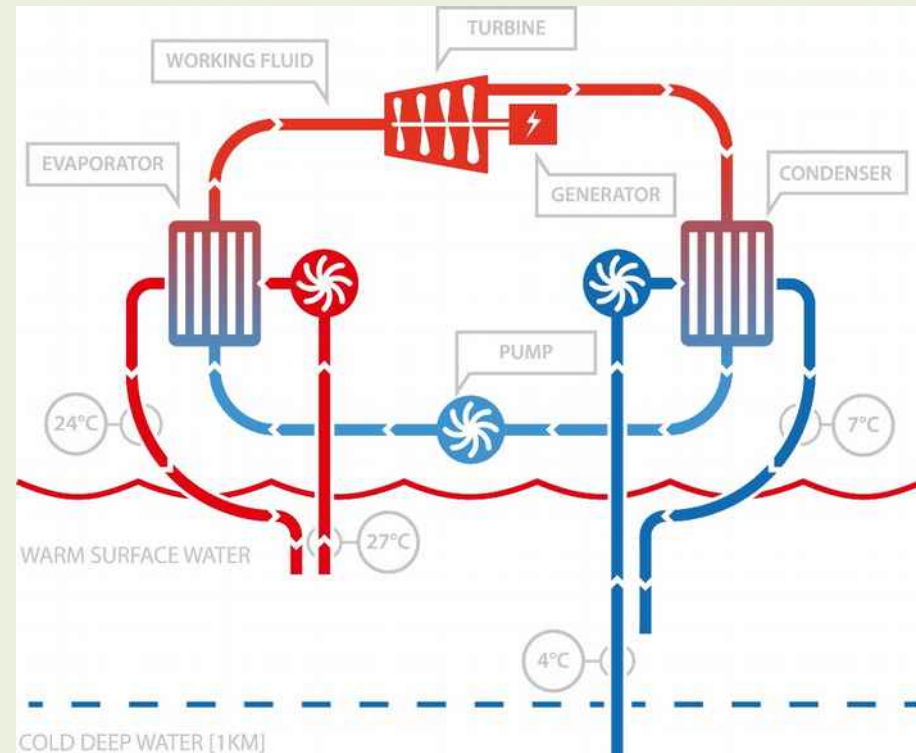 TURBINE
WORKING FLUID
EVAPORATOR
CONDENSER
GENERATOR
PUMP
24°C
7°C
27°C
WARM SURFACE WATER
4°C
COLD DEEP WATER [1KM]